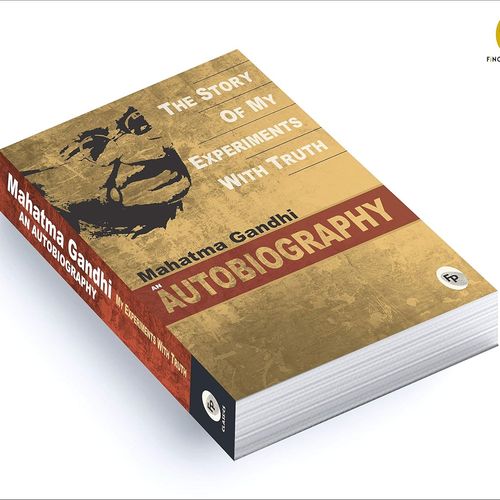 THE STORY
OF MY
EXPERIMENTS
WITH TRUTH
Mahatma Gandhi
AN AUTOBIOGRAPHY
FP
Mahatma Gandhi
AN AUTOBIOGRAPHY
MY EXPERIMENTS WITH TRUTH
FP